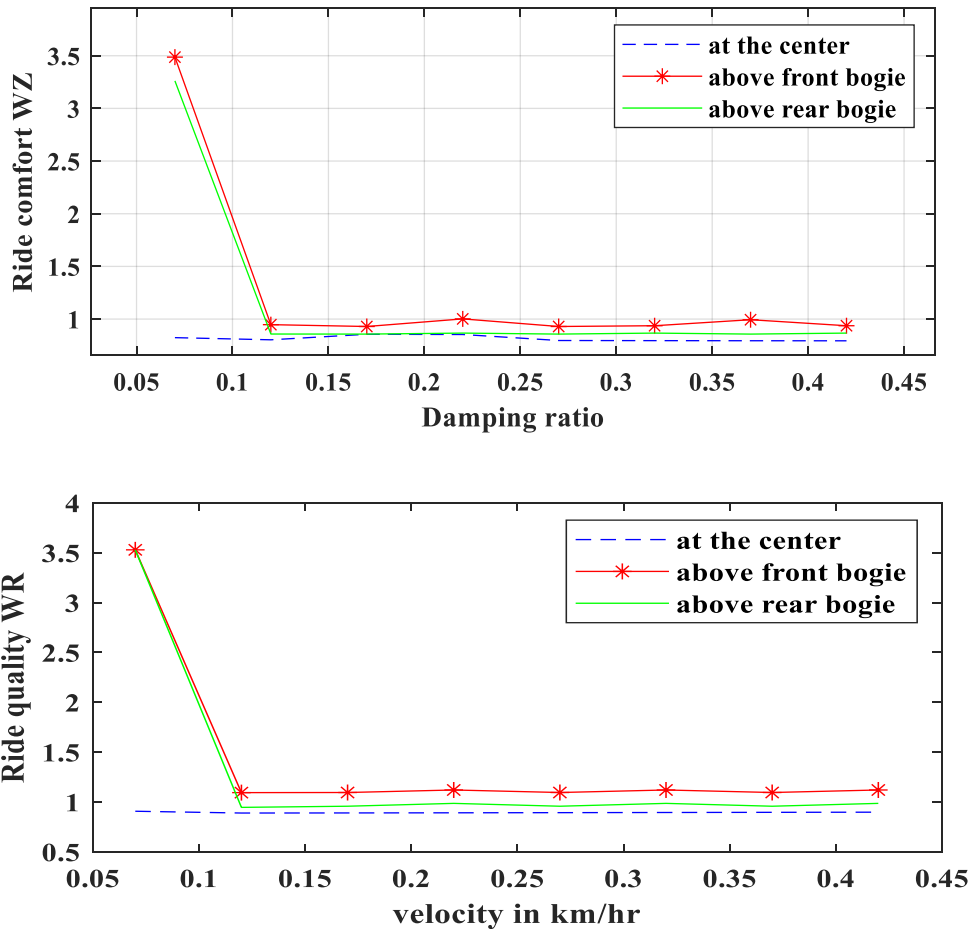 3.5
3
2.5
2
1.5
1
Ride comfort WZ
at the center
above front bogie
above rear bogie
0.05 0.1 0.15 0.2 0.25 0.3 0.35 0.4 0.45
Damping ratio
4
3.5
3
2.5
2
1.5
1
0.5
Ride quality WR
at the center
above front bogie
above rear bogie
0.05 0.1 0.15 0.2 0.25 0.3 0.35 0.4 0.45
velocity in km/hr